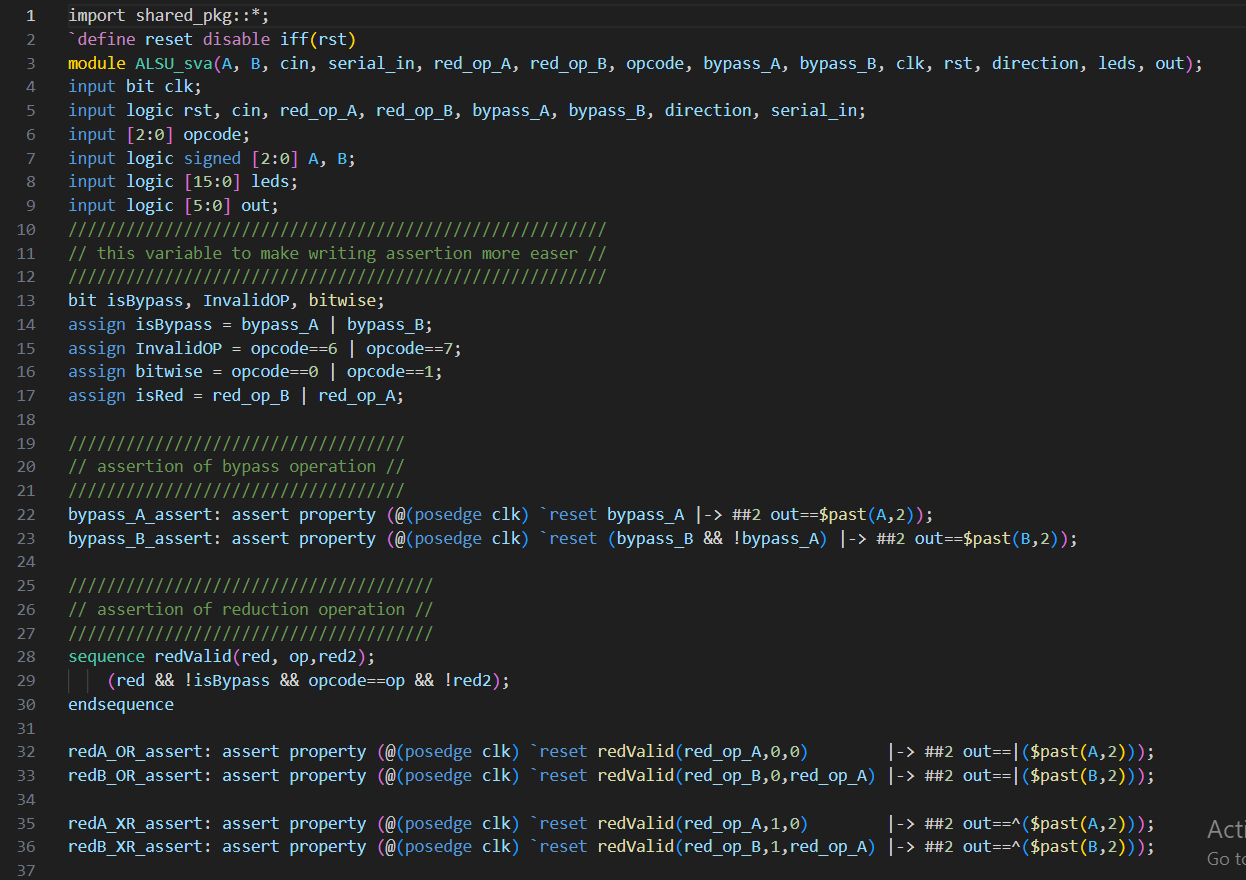 1 import shared_pkg::*;
2 `define reset disable iff(rst)
3 module ALSU_sva(A, B, cin, serial_in, red_op_A, red_op_B, opcode, bypass_A, bypass_B, clk, rst, direction, leds, out);
4 input bit clk;
5 input logic rst, cin, red_op_A, red_op_B, bypass_A, bypass_B, direction, serial_in;
6 input [2:0] opcode;
7 input logic signed [2:0] A, B;
8 input logic [15:0] leds;
9 input logic [5:0] out;
10 ////////////////////////////////////////////////////////
11 // this variable to make writing assertion more easer //
12 ////////////////////////////////////////////////////////
13 bit isBypass, InvalidOP, bitwise;
14 assign isBypass = bypass_A | bypass_B;
15 assign InvalidOP = opcode==6 | opcode==7;
16 assign bitwise = opcode==0 | opcode==1;
17 assign isRed = red_op_B | red_op_A;
18
19 ///////////////////////////////////
20 // assertion of bypass operation //
21 ///////////////////////////////////
22 bypass_A_assert: assert property (@(posedge clk) `reset bypass_A |-> ##2 out==$past(A,2));
23 bypass_B_assert: assert property (@(posedge clk) `reset (bypass_B && !bypass_A) |-> ##2 out==$past(B,2));
24
25 //////////////////////////////////////
26 // assertion of reduction operation //
27 //////////////////////////////////////
28 sequence redValid(red, op,red2);
29     (red && !isBypass && opcode==op && !red2);
30 endsequence
31
32 redA_OR_assert: assert property (@(posedge clk) `reset redValid(red_op_A,0,0)        |-> ##2 out==|($past(A,2)));
33 redB_OR_assert: assert property (@(posedge clk) `reset redValid(red_op_B,0,red_op_A) |-> ##2 out==|($past(B,2)));
34
35 redA_XR_assert: assert property (@(posedge clk) `reset redValid(red_op_A,1,0)        |-> ##2 out==^($past(A,2)));
36 redB_XR_assert: assert property (@(posedge clk) `reset redValid(red_op_B,1,red_op_A) |-> ##2 out==^($past(B,2)));
37
Acti
Go to